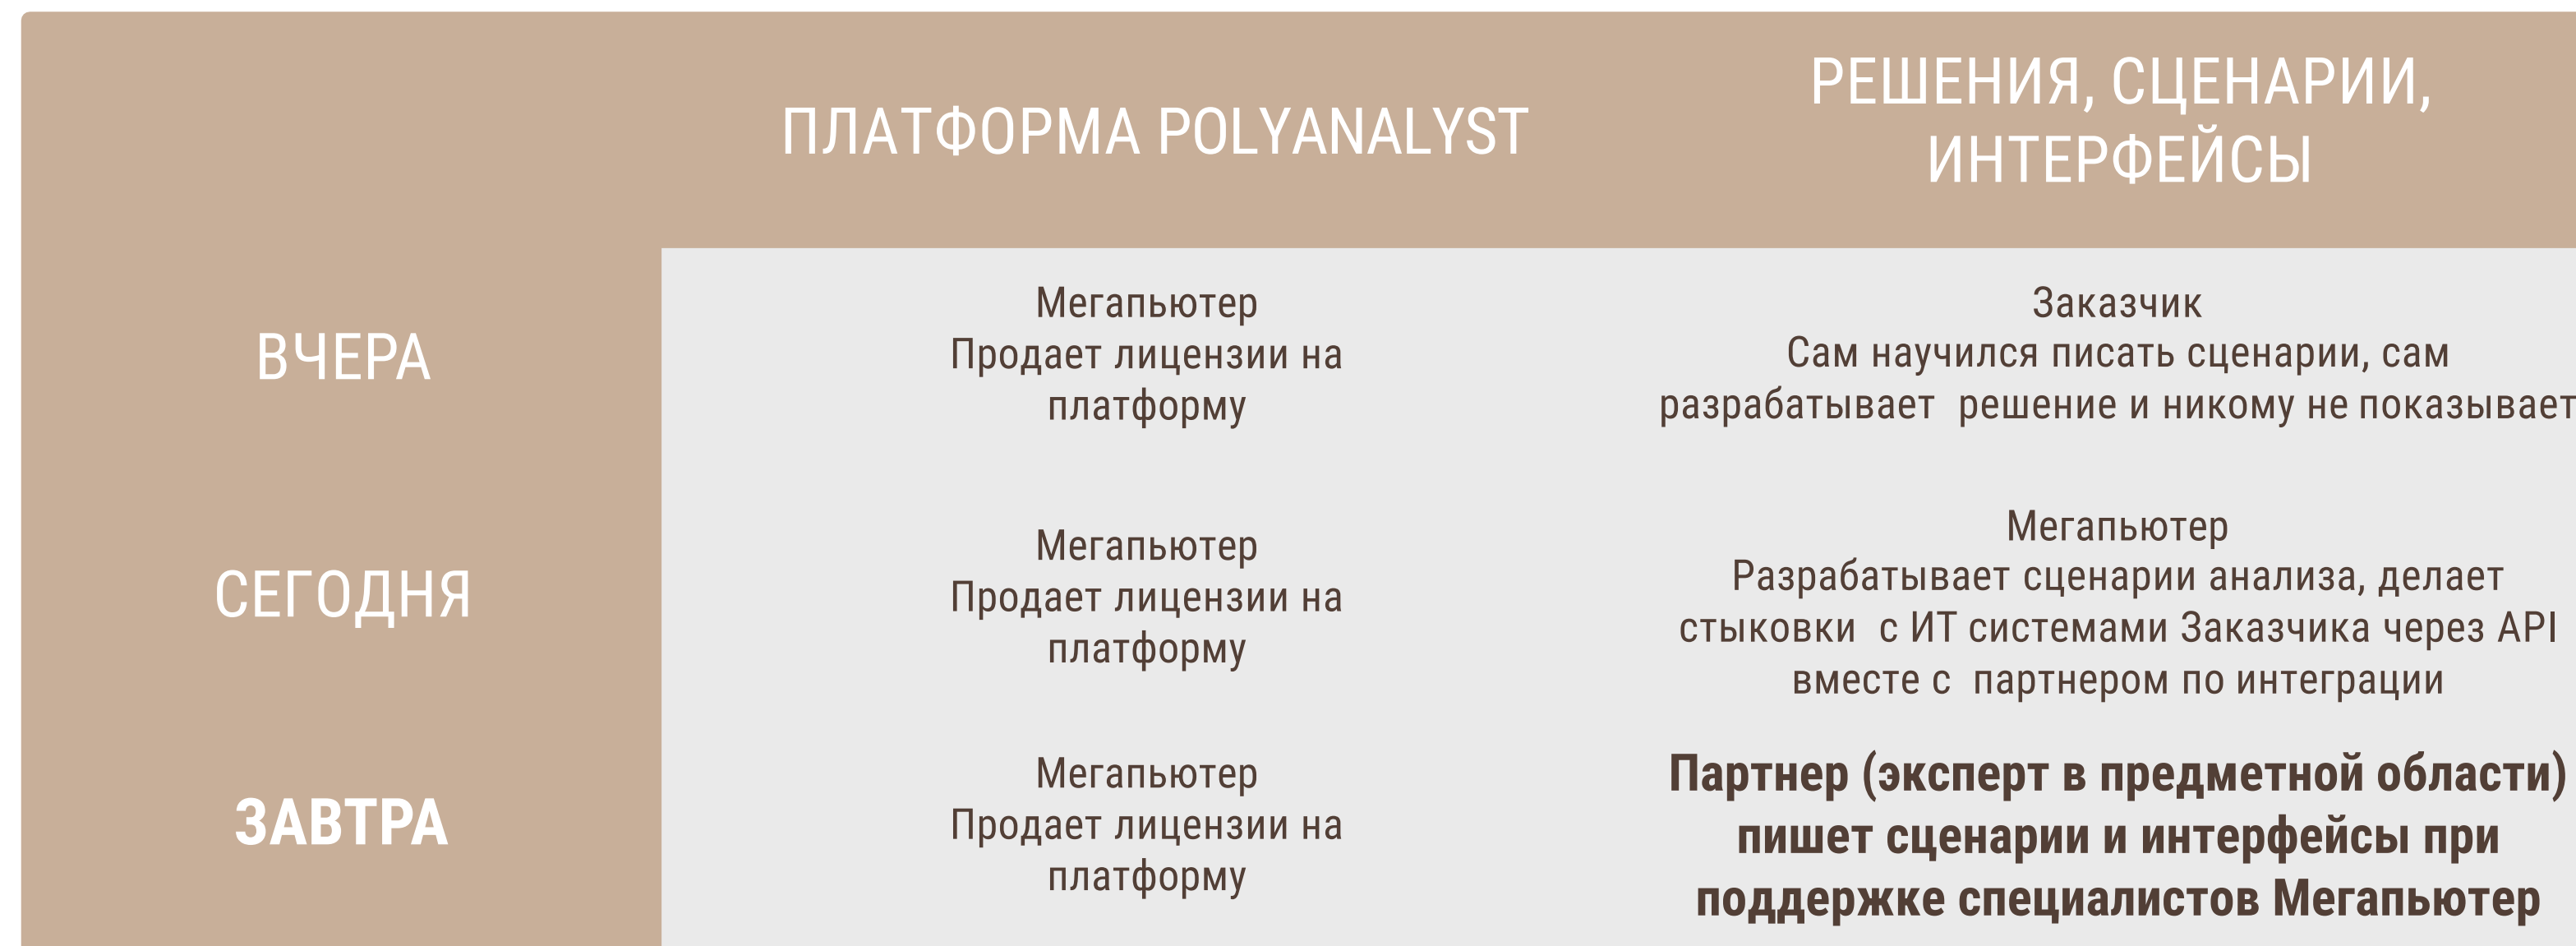 ПЛАТФОРМА POLYANALYST
РЕШЕНИЯ, СЦЕНАРИИ,
ИНТЕРФЕЙСЫ
ВЧЕРА
Мегапьютер
Продает лицензии на
платформу
Заказчик
Сам научился писать сценарии, сам
разрабатывает решение и никому не показывает
СЕГОДНЯ
Мегапьютер
Продает лицензии на
платформу
Мегапьютер
Разрабатывает сценарии анализа, делает
стыковки с ИТ системами Заказчика через API
вместе с партнером по интеграции
ЗАВТРА
Мегапьютер
Продает лицензии на
платформу
Партнер (эксперт в предметной области)
пишет сценарии и интерфейсы при
поддержке специалистов Мегапьютер